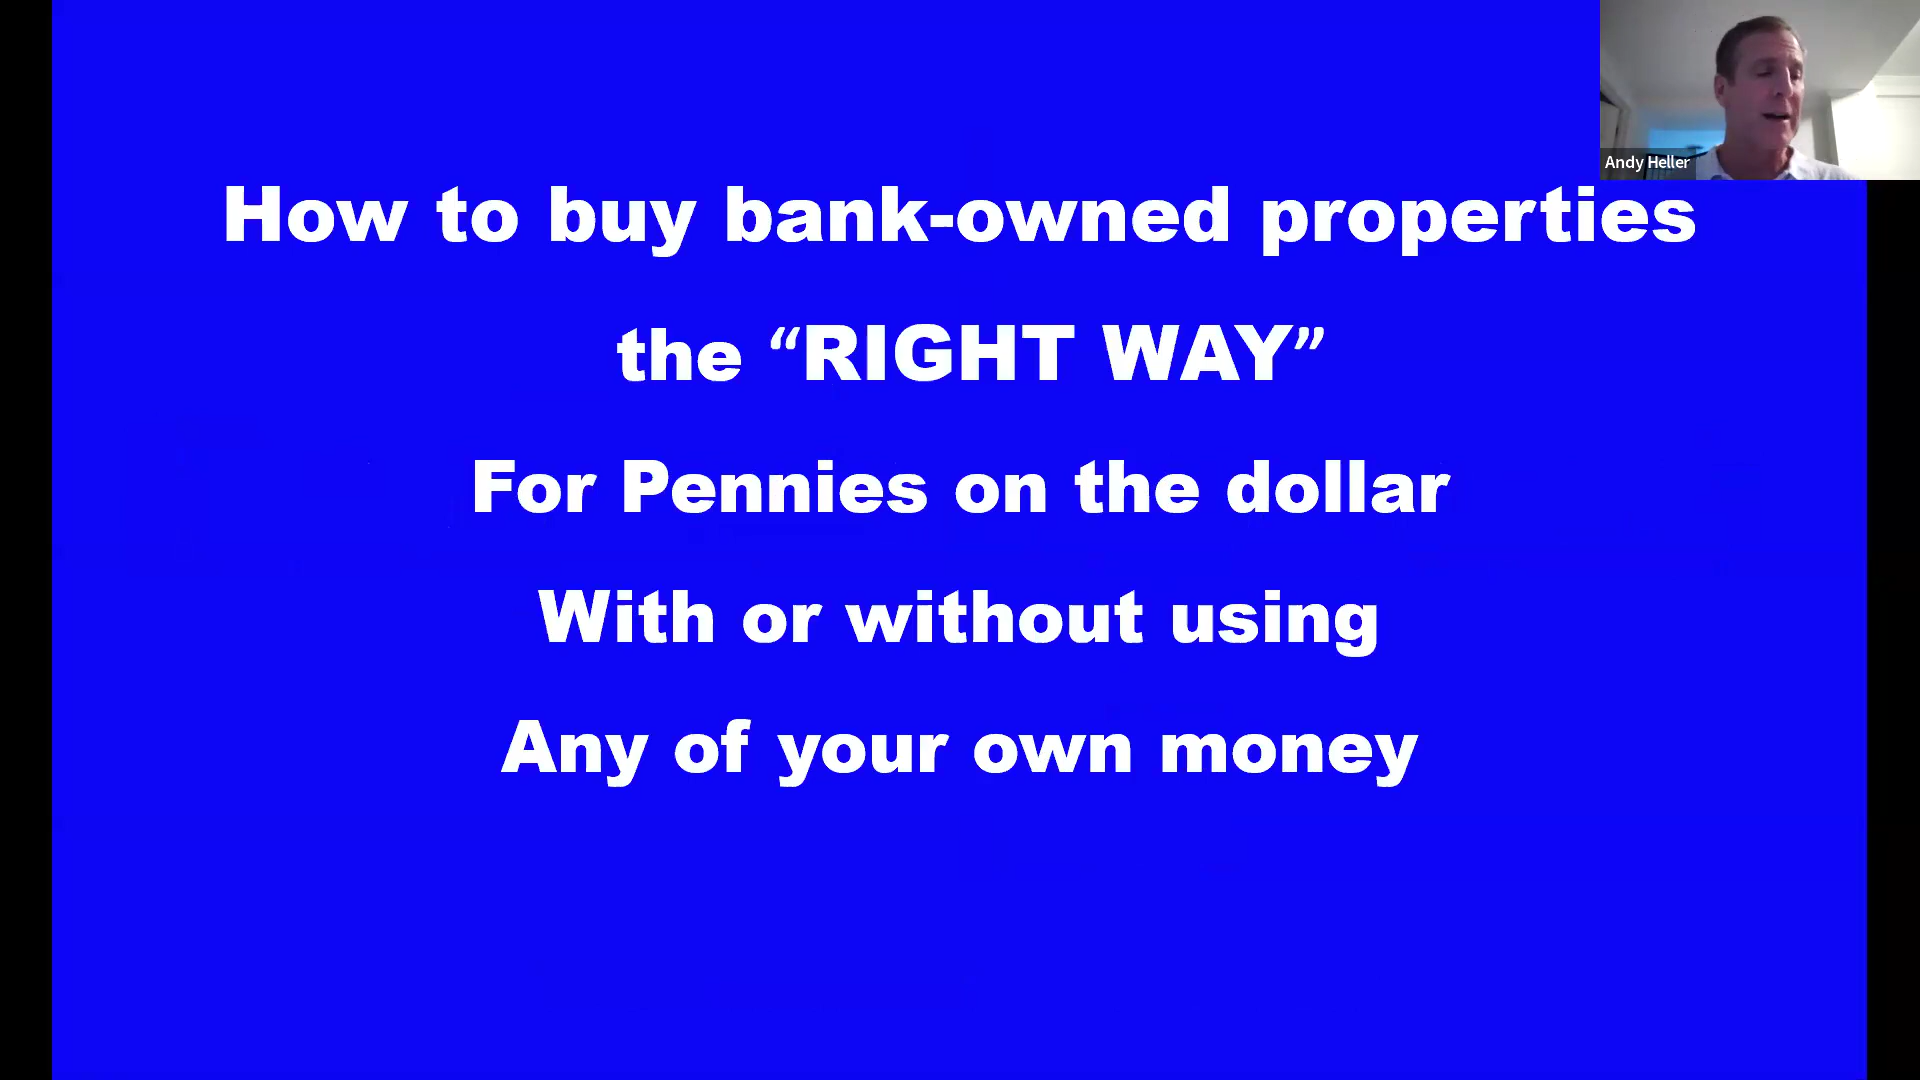 Andy Heller
How to buy bank-owned properties
the “RIGHT WAY”
For Pennies on the dollar
With or without using
Any of your own money